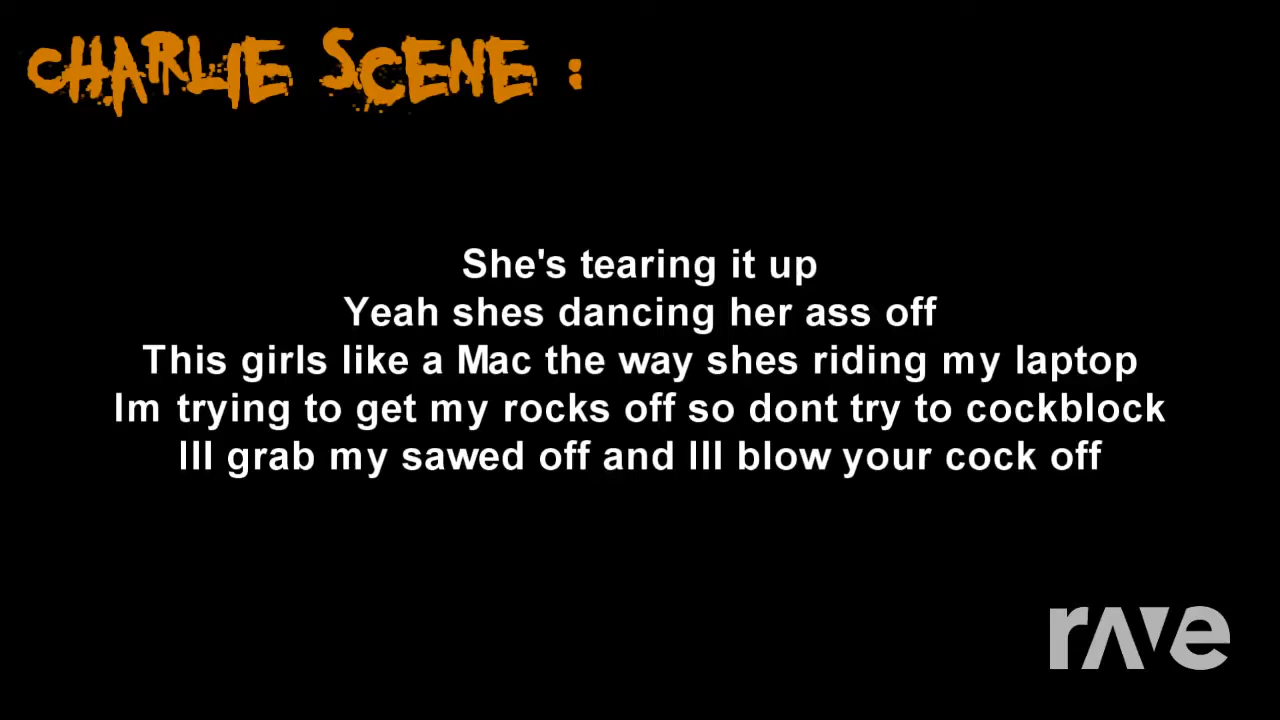 CHARLIE SCENE :
She's tearing it up
Yeah shes dancing her ass off
This girls like a Mac the way shes riding my laptop
Im trying to get my rocks off so dont try to cockblock
Ill grab my sawed off and Ill blow your cock off
rave